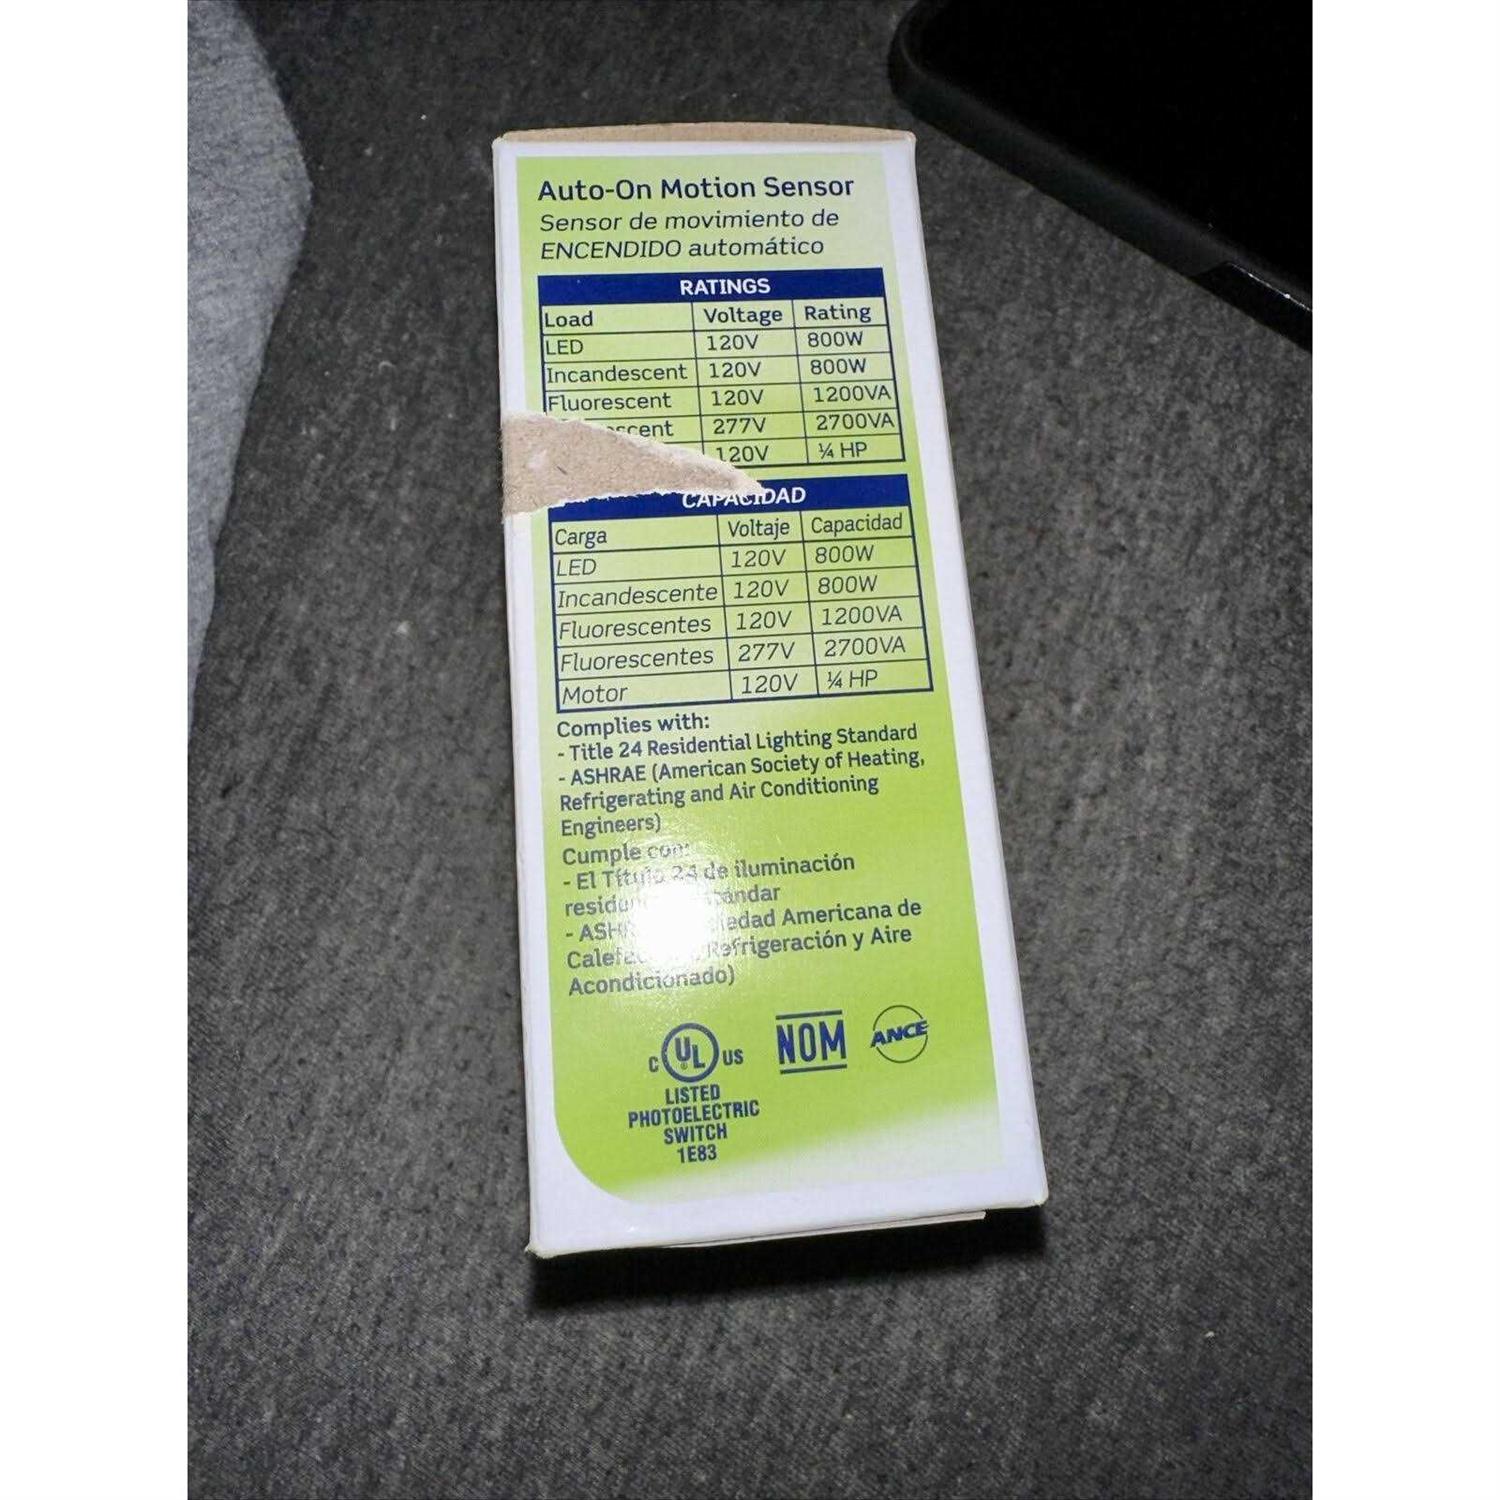 Auto-On Motion Sensor
Sensor de movimiento de
ENCENDIDO automático
RATINGS
Load Voltage Rating
LED 120V 800W
Incandescent 120V 800W
Fluorescent 120V 1200VA
277V 2700VA
120V ¼ HP
CAPACIDAD
Carga Voltaje Capacidad
LED 120V 800W
Incandescente 120V 800W
Fluorescentes 120V 1200VA
Fluorescentes 277V 2700VA
Motor 120V ¼ HP
Complies with:
- Title 24 Residential Lighting Standard
- ASHRAE (American Society of Heating,
Refrigerating and Air Conditioning
Engineers)
Cumple con:
- El Título 24 de iluminación
- Americana de
Refrigeración y Aire
Acondicionado)
C UL US NOM ANCE
LISTED
PHOTOELECTRIC
SWITCH
1E83